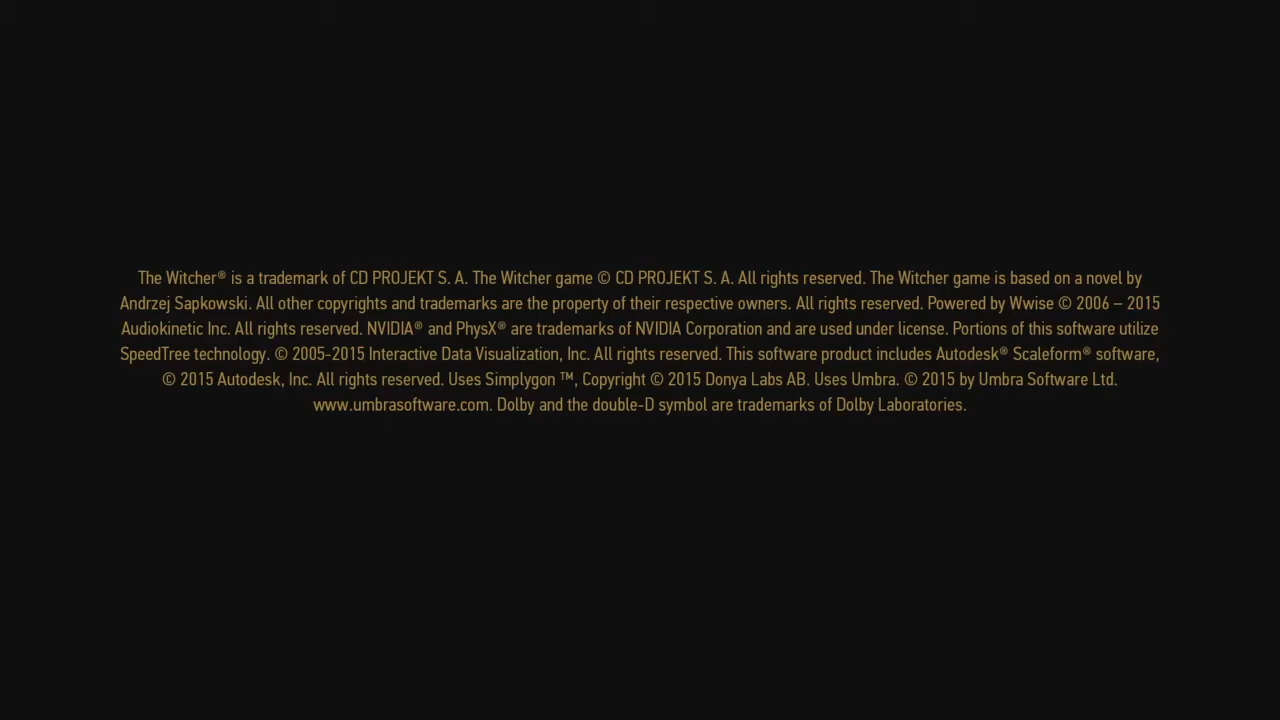 The Witcher® is a trademark of CD PROJEKT S. A. The Witcher game © CD PROJEKT S. A. All rights reserved. The Witcher game is based on a novel by
Andrzej Sapkowski. All other copyrights and trademarks are the property of their respective owners. All rights reserved. Powered by Wwise © 2006 – 2015
Audiokinetic Inc. All rights reserved. NVIDIA® and PhysX® are trademarks of NVIDIA Corporation and are used under license. Portions of this software utilize
SpeedTree technology. © 2005-2015 Interactive Data Visualization, Inc. All rights reserved. This software product includes Autodesk® Scaleform® software,
© 2015 Autodesk, Inc. All rights reserved. Uses Simplygon ™, Copyright © 2015 Donya Labs AB. Uses Umbra. © 2015 by Umbra Software Ltd.
www.umbrasoftware.com. Dolby and the double-D symbol are trademarks of Dolby Laboratories.